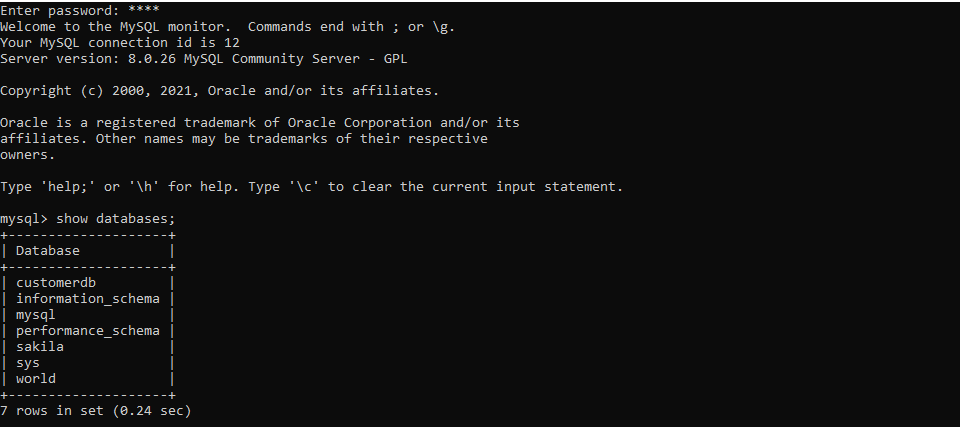 Enter password: ****
Welcome to the MySQL monitor.  Commands end with ; or \g.
Your MySQL connection id is 12
Server version: 8.0.26 MySQL Community Server - GPL

Copyright (c) 2000, 2021, Oracle and/or its affiliates.

Oracle is a registered trademark of Oracle Corporation and/or its
affiliates. Other names may be trademarks of their respective
owners.

Type 'help;' or '\h' for help. Type '\c' to clear the current input statement.

mysql> show databases;
+--------------------+
| Database           |
+--------------------+
| customerdb         |
| information_schema |
| mysql              |
| performance_schema |
| sakila             |
| sys                |
| world              |
+--------------------+
7 rows in set (0.24 sec)